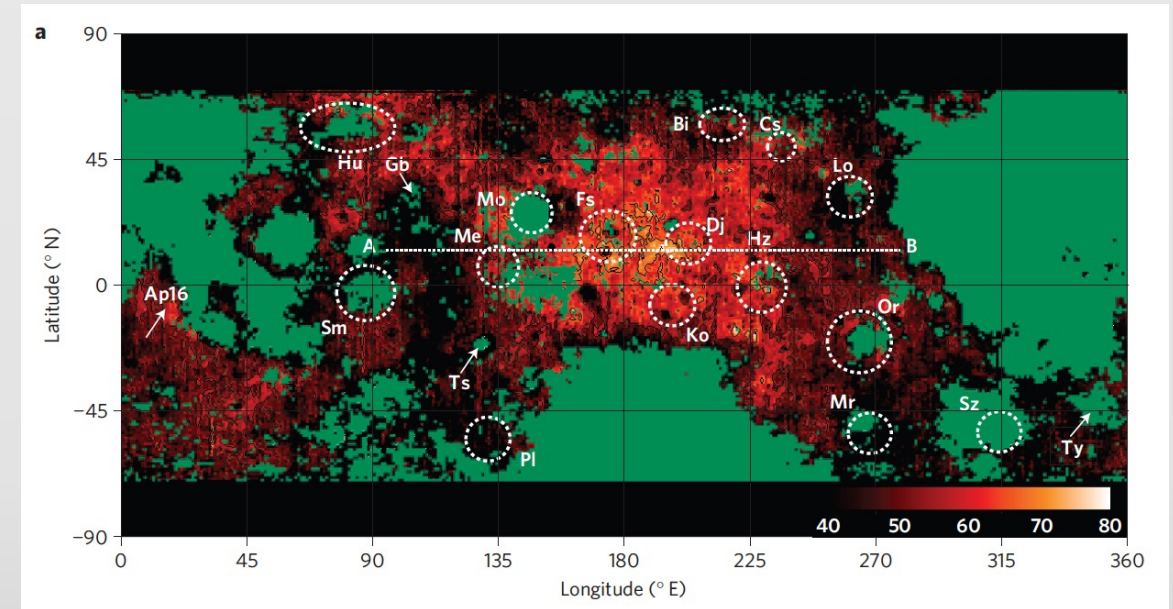 a
90
45
0
−45
−90
Latitude (° N)
Bi
Cs
Hu
Gb
Lo
Mo
Fs
Me
Dj
Hz
A
B
Ap16
Sm
Or
Ko
Ts
Mr
Sz
Pl
Ty
40 50 60 70 80
0 45 90 135 180 225 270 315 360
Longitude (° E)